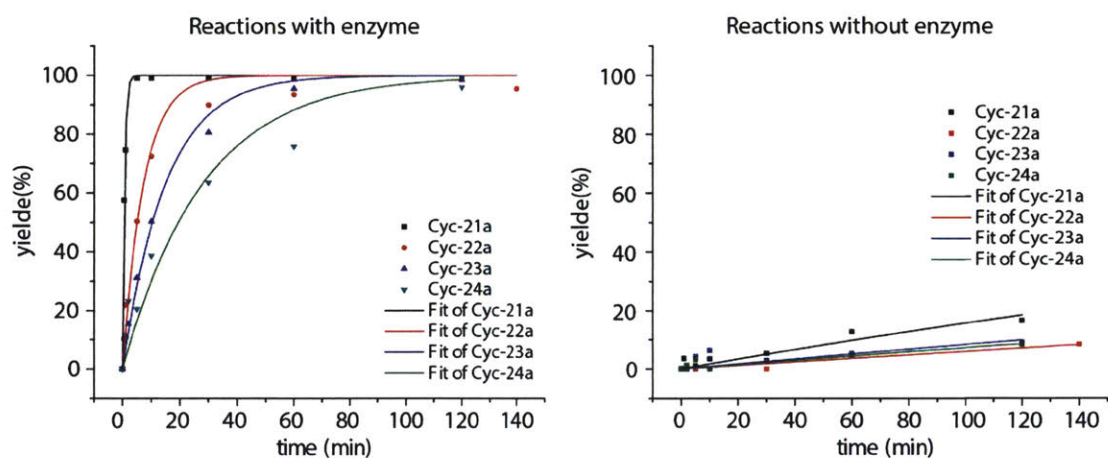 Reactions with enzyme
yielde(%)
100
80
60
40
20
0
Cyc-21a
Cyc-22a
Cyc-23a
Cyc-24a
Fit of Cyc-21a
Fit of Cyc-22a
Fit of Cyc-23a
Fit of Cyc-24a
0 20 40 60 80 100 120 140
time (min)
Reactions without enzyme
yielde(%)
100
80
60
40
20
0
Cyc-21a
Cyc-22a
Cyc-23a
Cyc-24a
Fit of Cyc-21a
Fit of Cyc-22a
Fit of Cyc-23a
Fit of Cyc-24a
0 20 40 60 80 100 120 140
time (min)